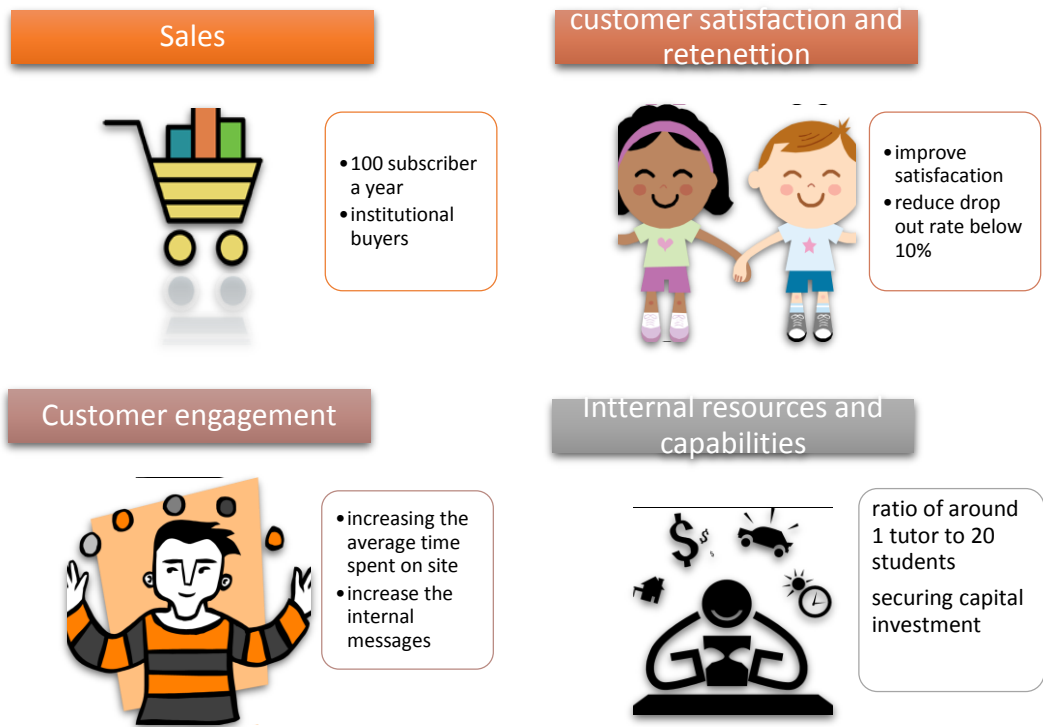 Sales
• 100 subscriber
a year
• institutional
buyers
customer satisfaction and
retenettion
• improve
satisfacation
• reduce drop
out rate below
10%
Customer engagement
• increasing the
average time
spent on site
• increase the
internal
messages
Intternal resources and
capabilities
$
$
ratio of around
1 tutor to 20
students
securing capital
investment